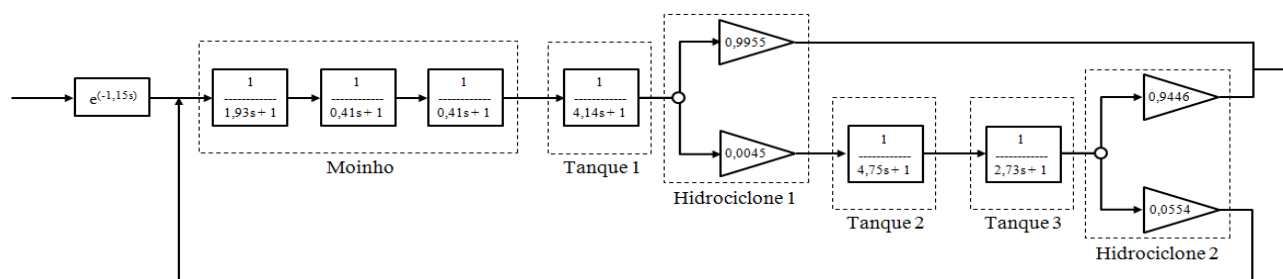 e(-1,15s)
1
1,93s + 1
1
0,41s + 1
1
0,41s + 1
Moinho
1
4,14s + 1
Tanque 1
0,9955
0,0045
Hidrociclone 1
1
4,75s + 1
Tanque 2
1
2,73s + 1
Tanque 3
0,9446
0,0554
Hidrociclone 2